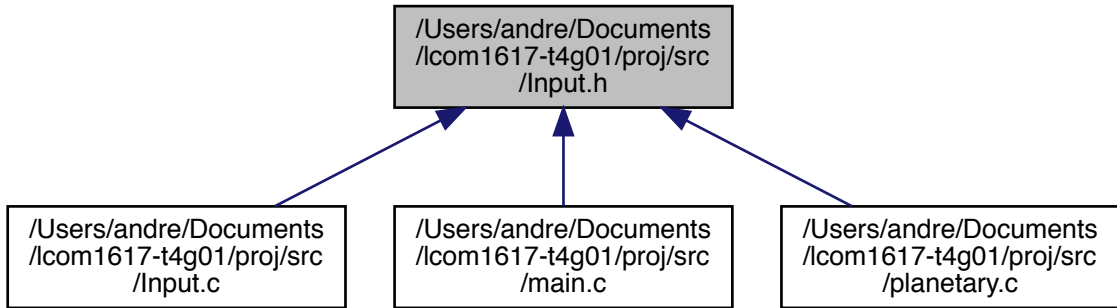 /Users/andre/Documents
/lcom1617-t4g01/proj/src
/Input.h
/Users/andre/Documents
/lcom1617-t4g01/proj/src
/Input.c
/Users/andre/Documents
/lcom1617-t4g01/proj/src
/main.c
/Users/andre/Documents
/lcom1617-t4g01/proj/src
/planetary.c